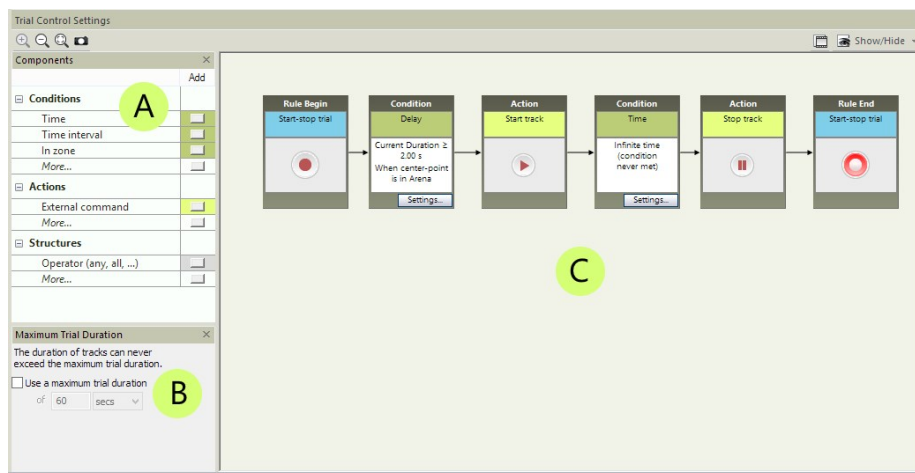 Trial Control Settings
Show/Hide
Components
Add
Conditions
Time
Time interval
In zone
More...
Actions
External command
More...
Structures
Operator (any, all, ...)
More...
A
Maximum Trial Duration
The duration of tracks can never
exceed the maximum trial duration.
Use a maximum trial duration
of 60 secs
B
Rule Begin
Start-stop trial
Condition
Delay
Current Duration ≥
2.00 s
When center-point
is in Arena
Settings...
Action
Start track
Condition
Time
Infinite time
(condition
never met)
Settings...
Action
Stop track
Rule End
Start-stop trial
C